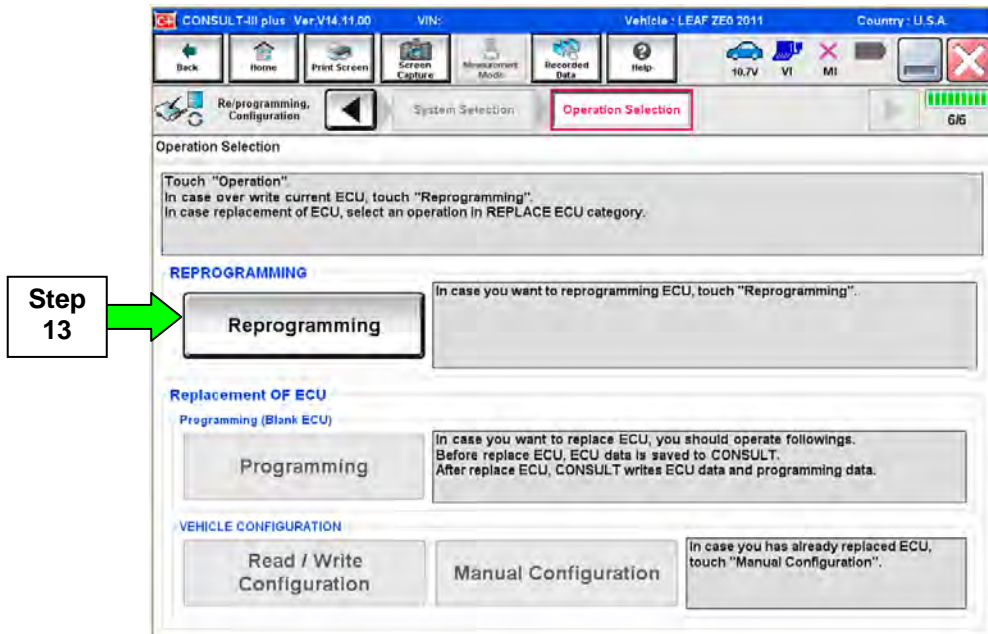 CONSULT-III plus Ver.V14.11.00 VIN: Vehicle : LEAF ZE0 2011 Country : U.S.A.
Back
Home
Print Screen
Screen
Capture
Measurement
Mode
Recorded
Data
Help
10.7V
VI
MI
Re/programming,
Configuration
System Selection
Operation Selection
6/6
Operation Selection
Touch "Operation".
In case over write current ECU, touch "Reprogramming".
In case replacement of ECU, select an operation in REPLACE ECU category.
REPROGRAMMING
Step
13
Reprogramming
In case you want to reprogramming ECU, touch "Reprogramming".
Replacement OF ECU
Programming (Blank ECU)
Programming
In case you want to replace ECU, you should operate followings.
Before replace ECU, ECU data is saved to CONSULT.
After replace ECU, CONSULT writes ECU data and programming data.
VEHICLE CONFIGURATION
Read / Write
Configuration
Manual Configuration
In case you has already replaced ECU,
touch "Manual Configuration".